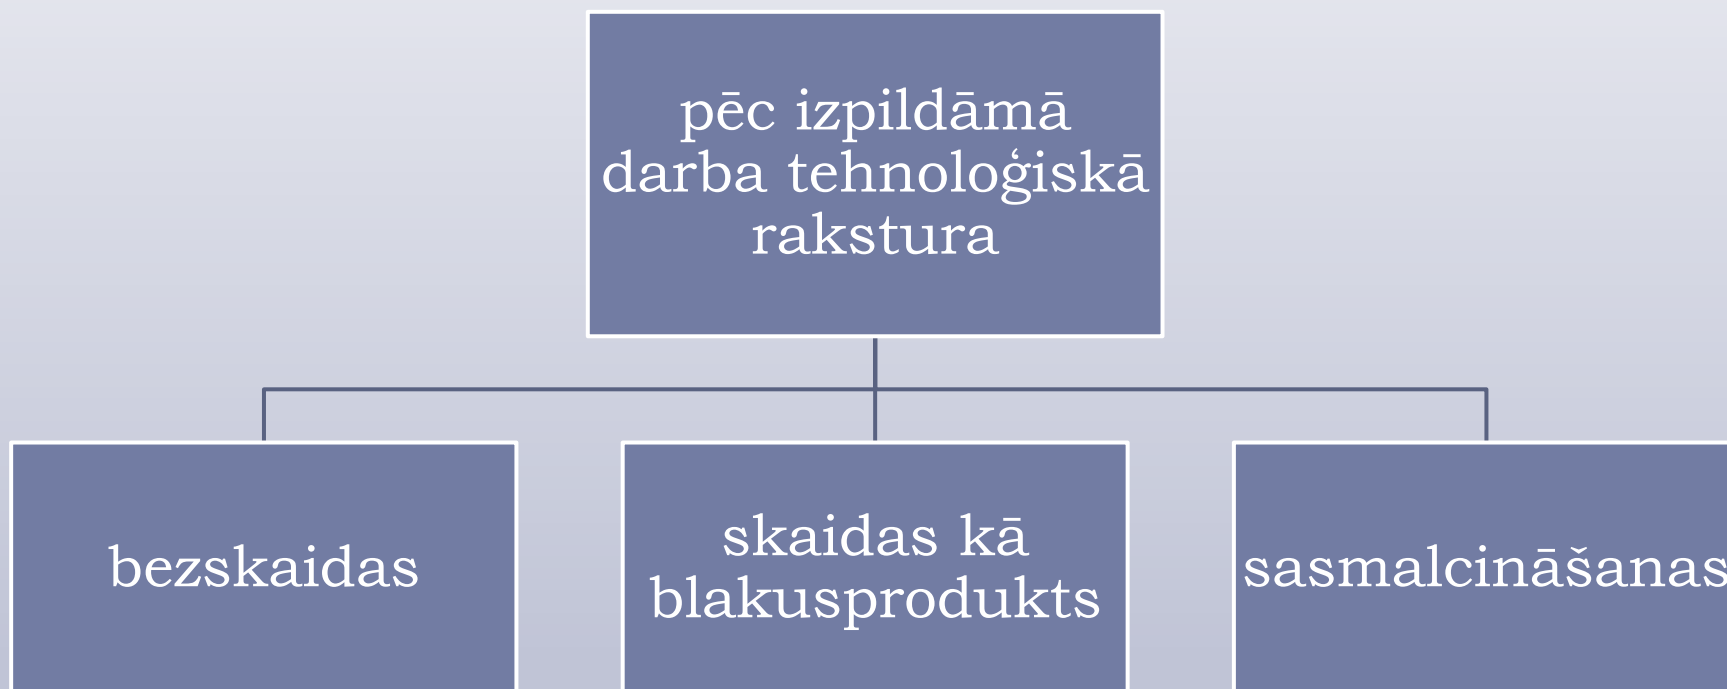 pēc izpildāmā
darba tehnoloģiskā
rakstura
bezskaidas
skaidas kā
blakusprodukts
sasmalcināšanas